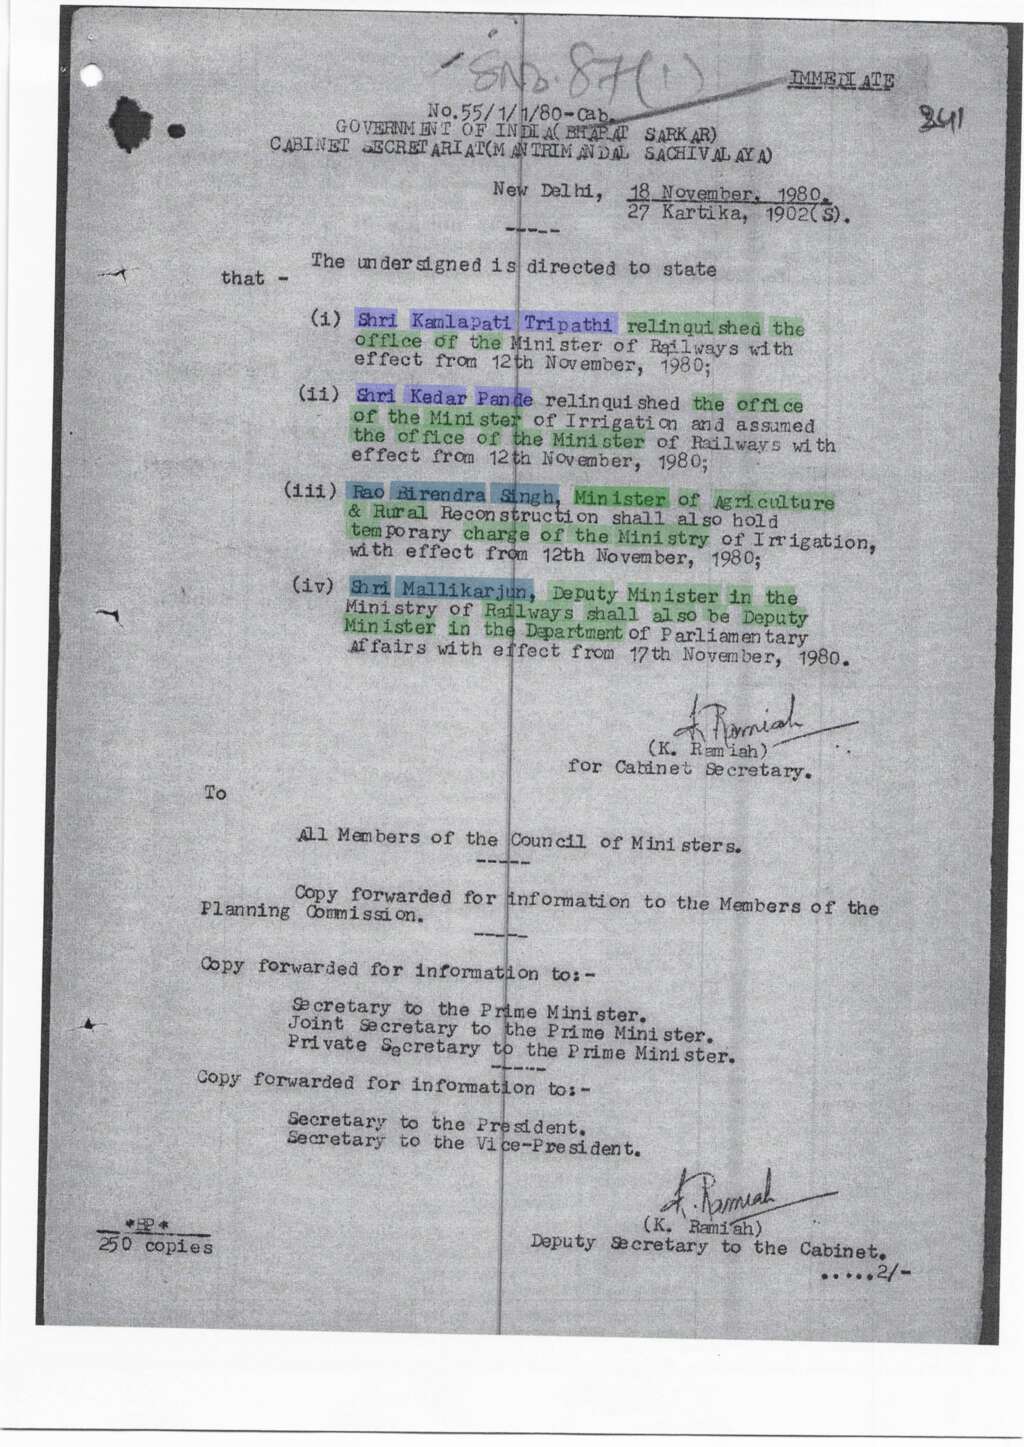 S.No. 87(1)
IMMEDIATE
341
No.55/1/1/80-Cab.
GOVERNMENT OF INDIA(BHARAT SARKAR)
CABINET SECRETARIAT(MANTRIMANDAL SACHIVALAYA)
New Delhi, 18 November, 1980.
27 Kartika, 1902(S).
-----
The undersigned is directed to state
that -
(i) Shri Kamlapati Tripathi relinquished the
office of the Minister of Railways with
effect from 12th November, 1980;
(ii) Shri Kedar Pande relinquished the office
of the Minister of Irrigation and assumed
the office of the Minister of Railways with
effect from 12th November, 1980;
(iii) Rao Birendra Singh, Minister of Agriculture
& Rural Reconstruction shall also hold
temporary charge of the Ministry of Irrigation,
with effect from 12th November, 1980;
(iv) Shri Mallikarjun, Deputy Minister in the
Ministry of Railways shall also be Deputy
Minister in the Department of Parliamentary
Affairs with effect from 17th November, 1980.
K. Ramiah
(K. Ramiah)
for Cabinet Secretary.
To
All Members of the Council of Ministers.
-----
Copy forwarded for information to the Members of the
Planning Commission.
-----
Copy forwarded for information to:-
Secretary to the Prime Minister.
Joint Secretary to the Prime Minister.
Private Secretary to the Prime Minister.
-----
Copy forwarded for information to:-
Secretary to the President.
Secretary to the Vice-President.
K. Ramiah
(K. Ramiah)
Deputy Secretary to the Cabinet.
*HP*
250 copies
.....2/-